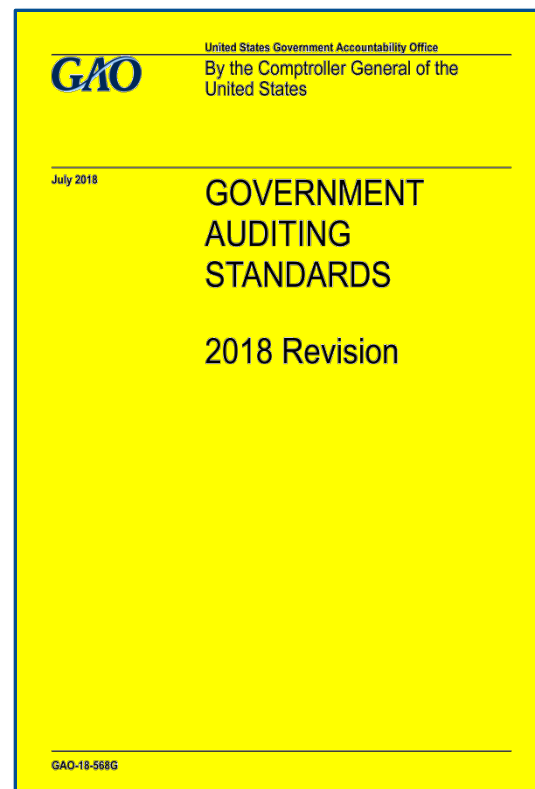 GAO
United States Government Accountability Office
By the Comptroller General of the
United States
July 2018
GOVERNMENT
AUDITING
STANDARDS
2018 Revision
GAO-18-568G